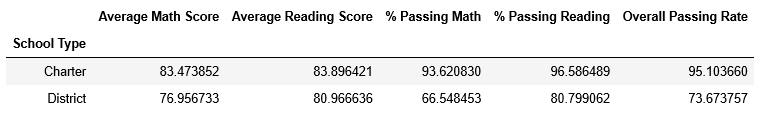 Average Math Score Average Reading Score % Passing Math % Passing Reading Overall Passing Rate
School Type
Charter 83.473852 83.896421 93.620830 96.586489 95.103660
District 76.956733 80.966636 66.548453 80.799062 73.673757